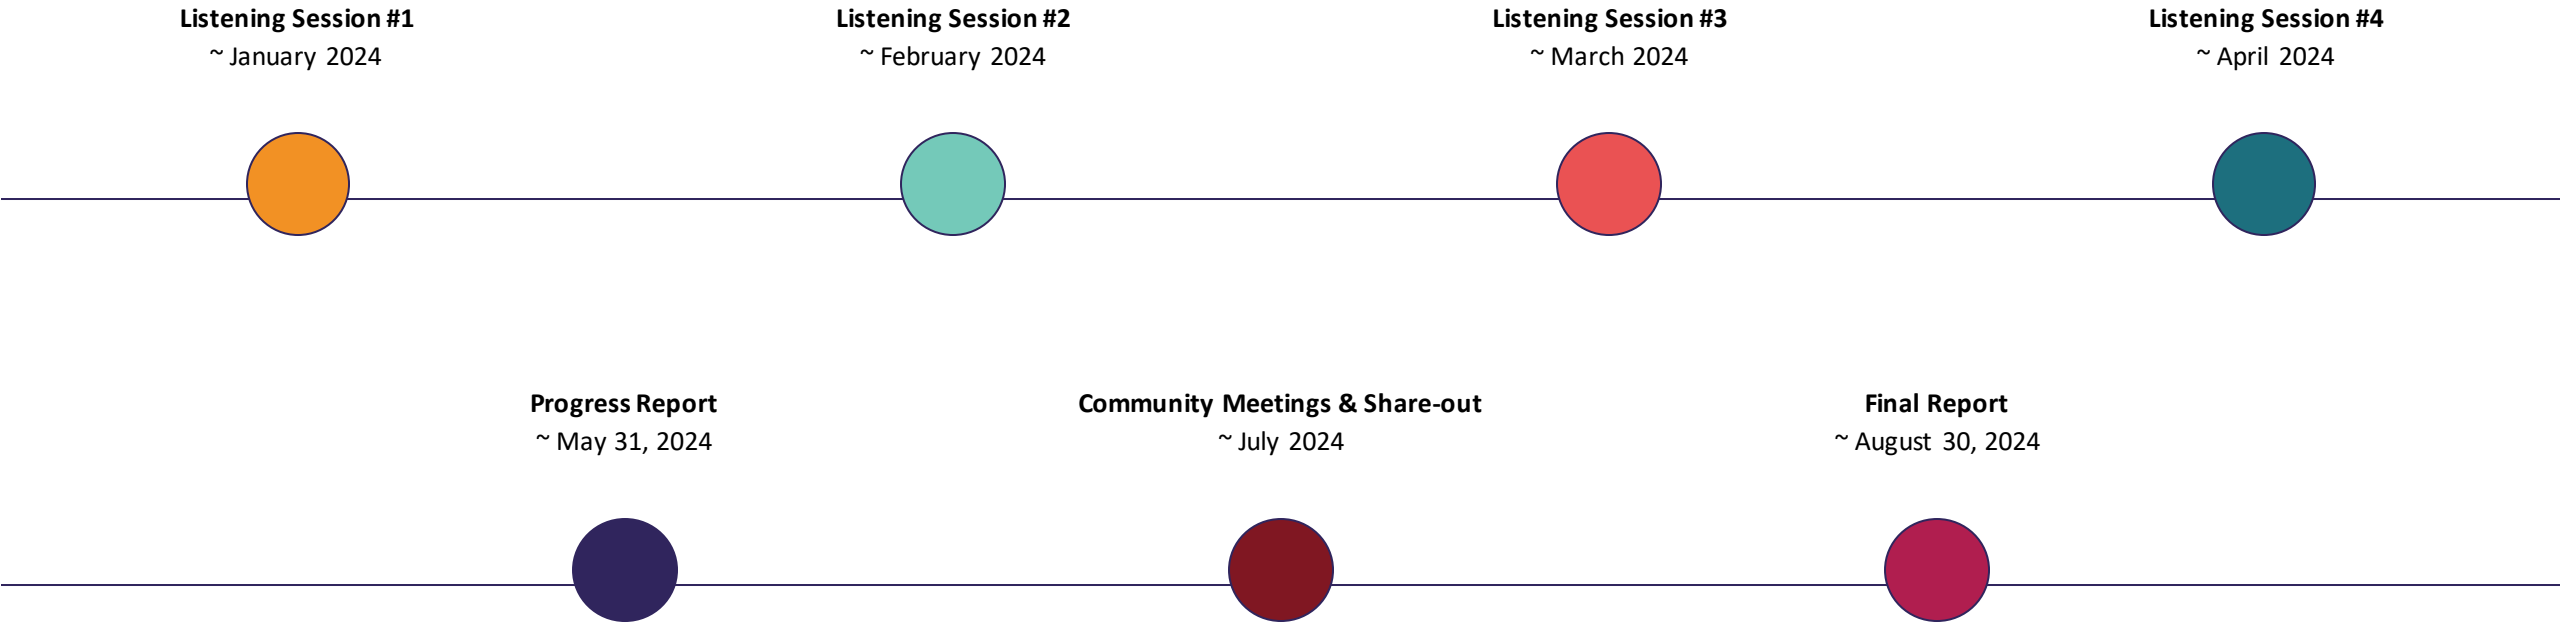 Listening Session #1
~ January 2024
Listening Session #2
~ February 2024
Listening Session #3
~ March 2024
Listening Session #4
~ April 2024
Progress Report
~ May 31, 2024
Community Meetings & Share-out
~ July 2024
Final Report
~ August 30, 2024